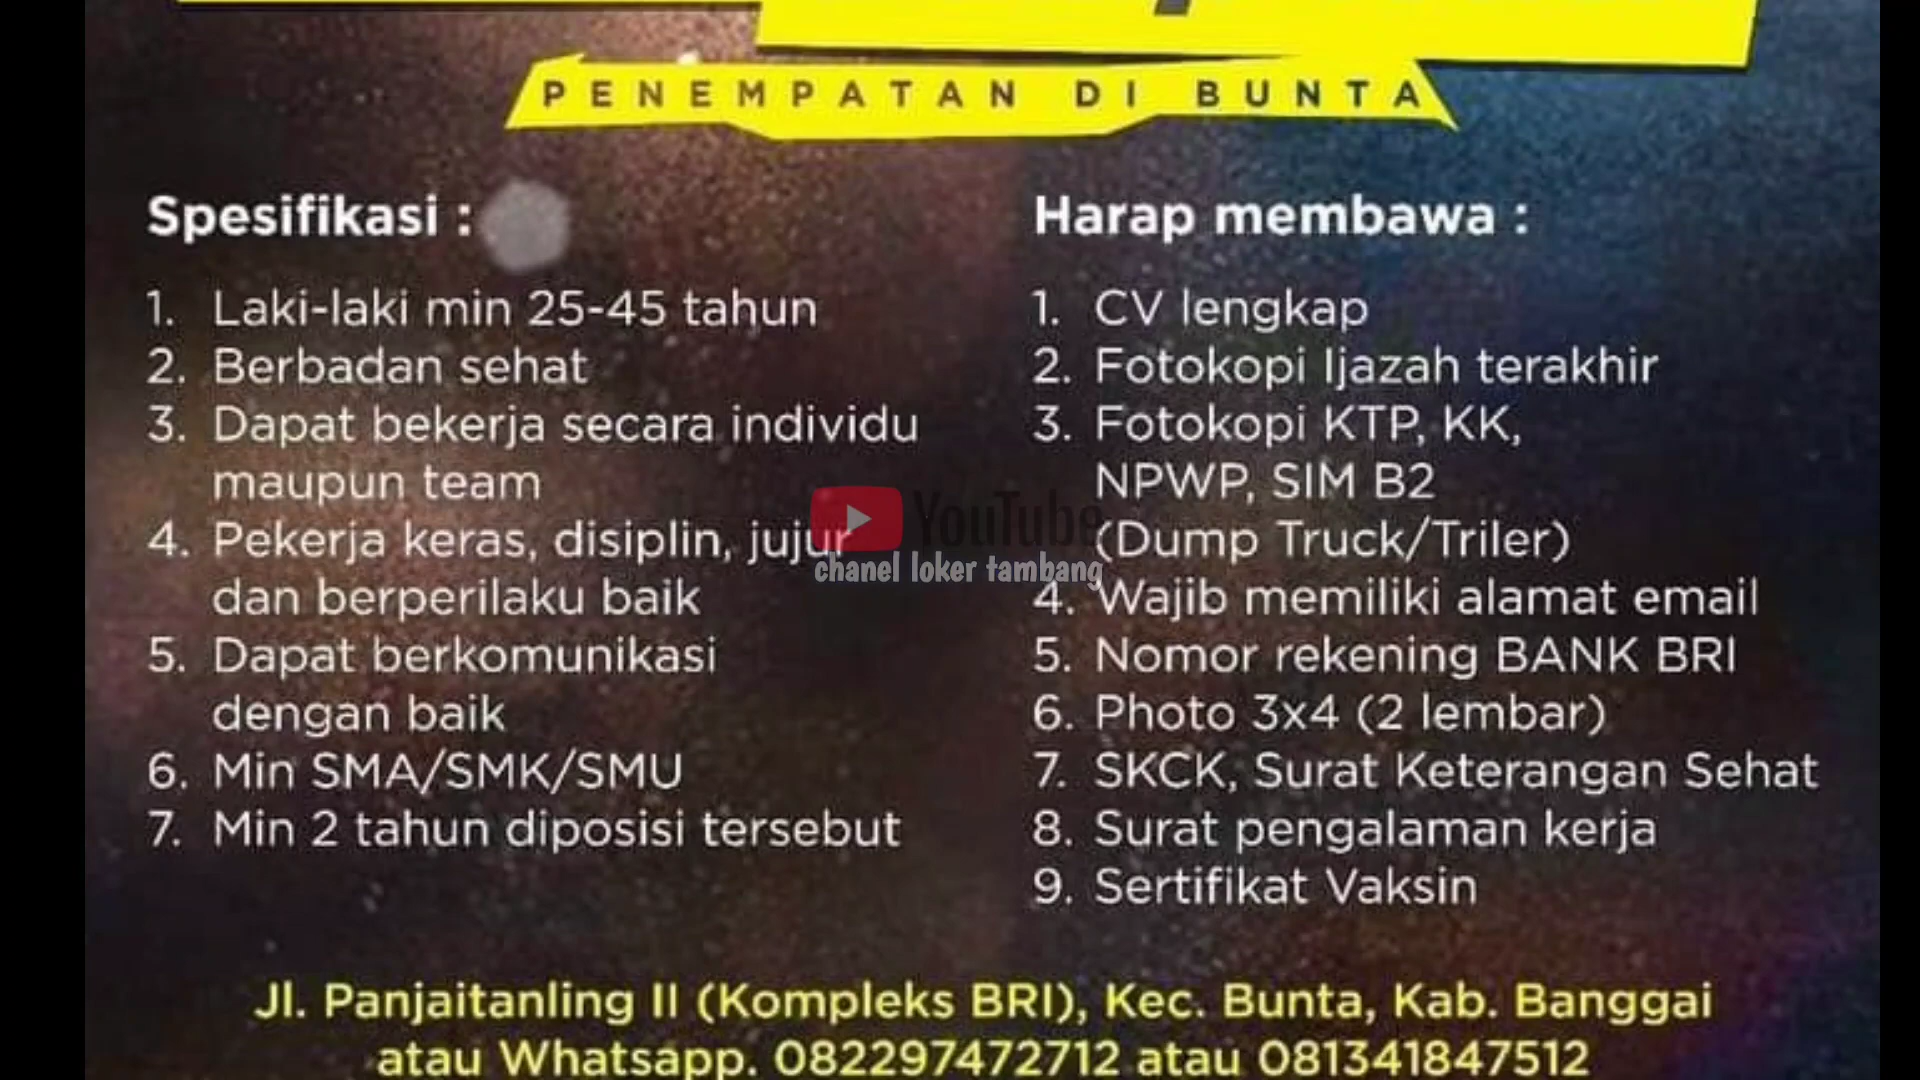 PENEMPATAN DI BUNTA
Spesifikasi :
1. Laki-laki min 25-45 tahun
2. Berbadan sehat
3. Dapat bekerja secara individu
maupun team
4. Pekerja keras, disiplin, jujur
dan berperilaku baik
5. Dapat berkomunikasi
dengan baik
6. Min SMA/SMK/SMU
7. Min 2 tahun diposisi tersebut
Harap membawa :
1. CV lengkap
2. Fotokopi Ijazah terakhir
3. Fotokopi KTP, KK,
NPWP, SIM B2
(Dump Truck/Triler)
4. Wajib memiliki alamat email
5. Nomor rekening BANK BRI
6. Photo 3x4 (2 lembar)
7. SKCK, Surat Keterangan Sehat
8. Surat pengalaman kerja
9. Sertifikat Vaksin
YouTube
chanel loker tambang
Jl. Panjaitanling II (Kompleks BRI), Kec. Bunta, Kab. Banggai
atau Whatsapp. 082297472712 atau 081341847512